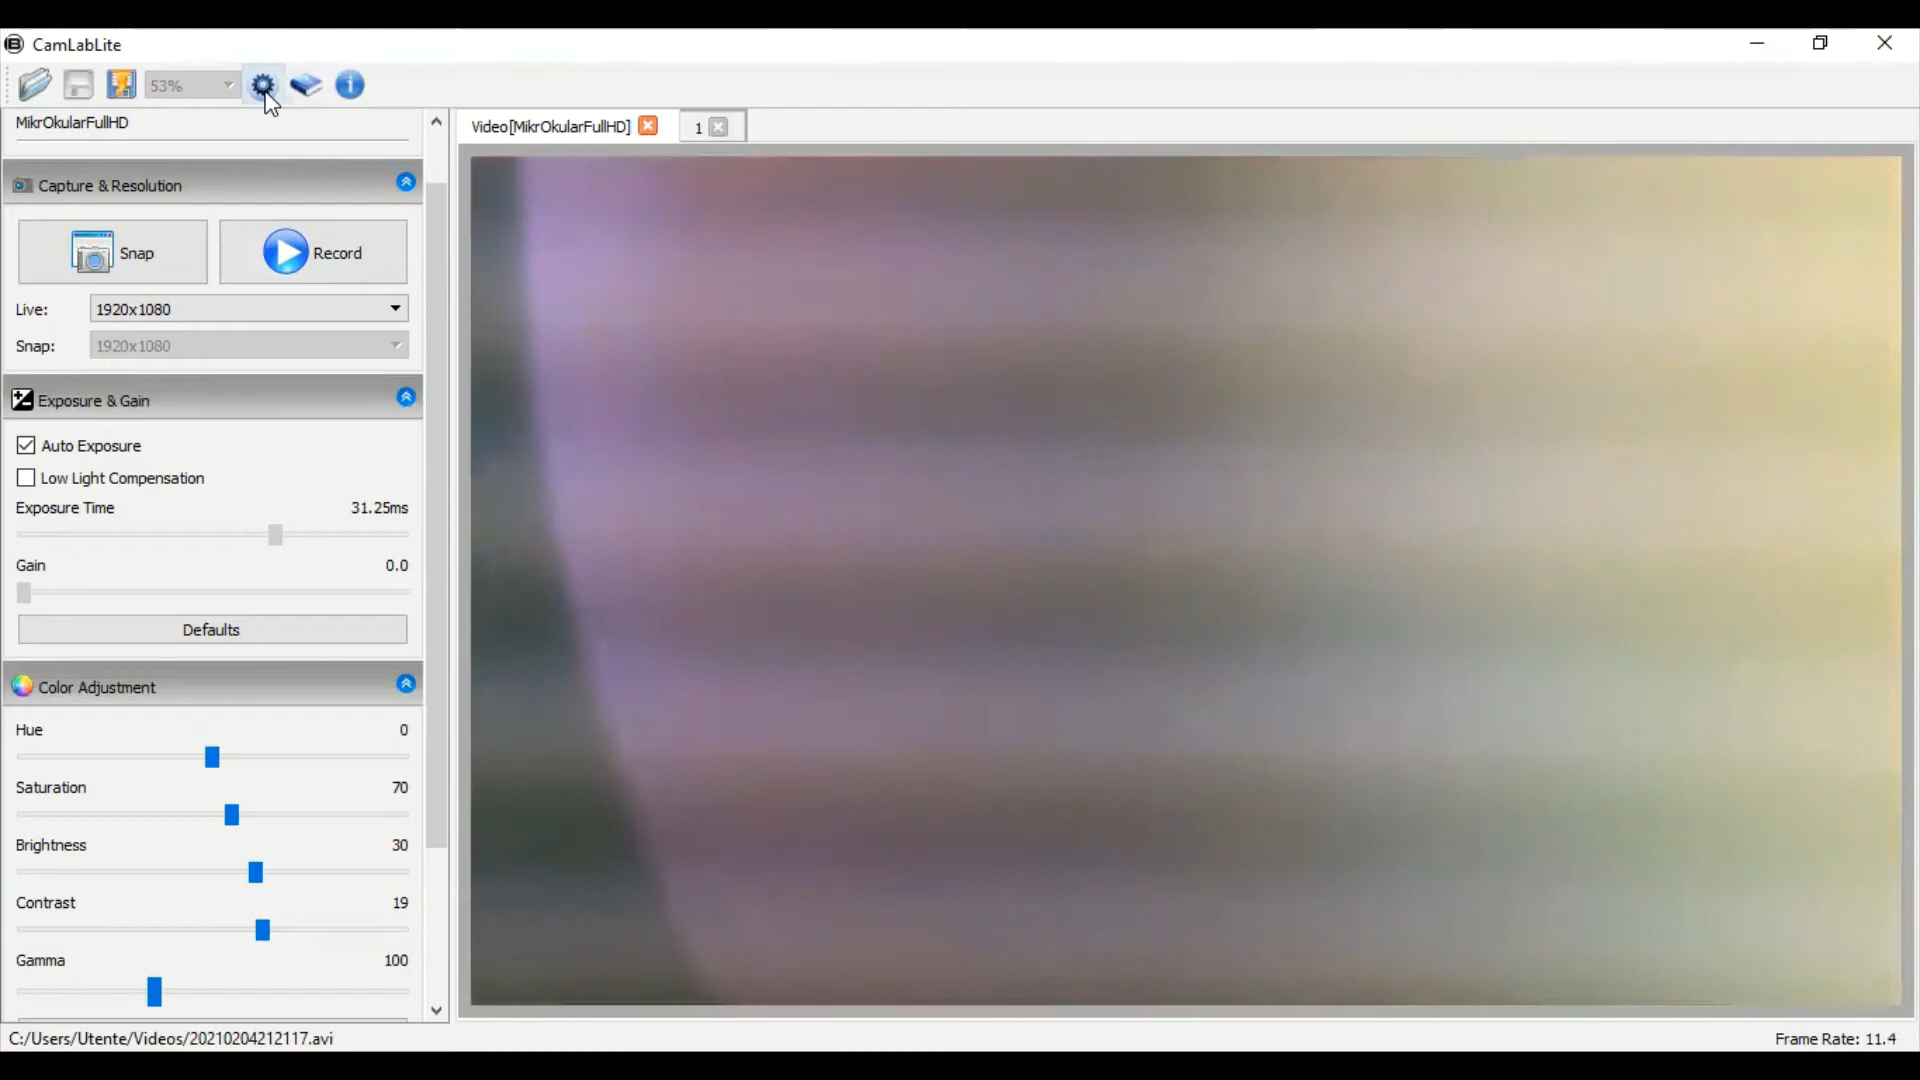 CamLabLite
53%
MikrOkularFullHD
Video[MikrOkularFullHD]
1
Capture & Resolution
Snap
Record
Live:
1920x1080
Snap:
1920x1080
Exposure & Gain
Auto Exposure
Low Light Compensation
Exposure Time
31.25ms
Gain
0.0
Defaults
Color Adjustment
Hue
0
Saturation
70
Brightness
30
Contrast
19
Gamma
100
C:/Users/Utente/Videos/20210204212117.avi
Frame Rate: 11.4